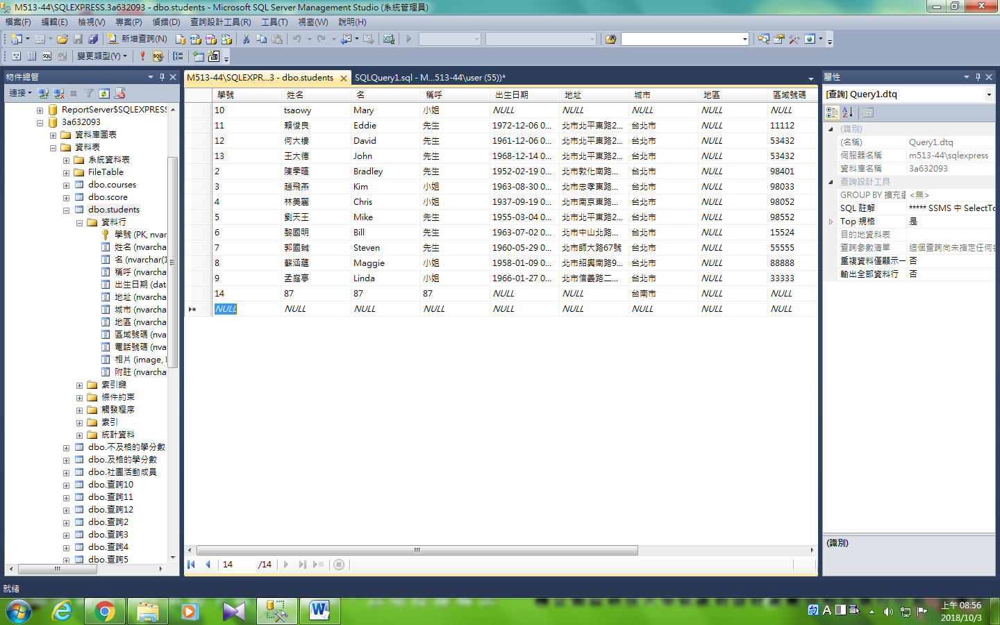 M513-44\SQLEXPRESS.3a632093 - dbo.students - Microsoft SQL Server Management Studio (系統管理員)
檔案(F) 編輯(E) 檢視(V) 專案(P) 偵錯(D) 查詢設計工具(R) 工具(T) 視窗(W) 說明(H)
新增查詢(N)
變更類型(Y)
物件總管
連接
ReportServer$SQLEXPRESS
3a632093
資料庫圖表
資料表
系統資料表
FileTable
dbo.courses
dbo.score
dbo.students
資料行
學號 (PK, nvar
姓名 (nvarcha
名 (nvarchar(1
稱呼 (nvarcha
出生日期 (dat
地址 (nvarcha
城市 (nvarcha
地區 (nvarcha
區域號碼 (nva
電話號碼 (nva
相片 (image,
附註 (nvarchar
索引鍵
條件約束
觸發程序
索引
統計資料
dbo.不及格的學分數
dbo.及格的學分數
dbo.社團活動成員
dbo.查詢10
dbo.查詢11
dbo.查詢12
dbo.查詢2
dbo.查詢3
dbo.查詢4
dbo.查詢5
M513-44\SQLEXPR...3 - dbo.students SQLQuery1.sql - M...513-44\user (55))*
學號 姓名 名 稱呼 出生日期 地址 城市 地區 區域號碼
10 tsaowy Mary 小姐 NULL NULL NULL NULL NULL
11 賴俊良 Eddie 先生 1972-12-06 0... 北市北平東路2... 台北市 NULL 11112
12 何大樓 David 先生 1961-12-06 0... 北市北平東路2... 台北市 NULL 53432
13 王大德 John 先生 1968-12-14 0... 北市北平東路2... 台北市 NULL 53432
2 陳季暄 Bradley 先生 1952-02-19 0... 北市敦化南路... 台北市 NULL 98401
3 趙飛燕 Kim 小姐 1963-08-30 0... 北市忠孝東路... 台北市 NULL 98033
4 林美麗 Chris 小姐 1937-09-19 0... 北市南京東路... 台北市 NULL 98052
5 劉天王 Mike 先生 1955-03-04 0... 北市北平東路2... 台北市 NULL 98552
6 黎國明 Bill 先生 1963-07-02 0... 北市中山北路... 台北市 NULL 15524
7 郭國臹 Steven 先生 1960-05-29 0... 北市師大路67號 台北市 NULL 55555
8 蘇涵蘊 Maggie 小姐 1958-01-09 0... 北市紹興南路9... 台北市 NULL 88888
9 孟庭亭 Linda 小姐 1966-01-27 0... 北市信義路二... 台北市 NULL 33333
14 87 87 87 NULL NULL 台南市 NULL NULL
NULL NULL NULL NULL NULL NULL NULL NULL NULL
14 /14
屬性
[查詢] Query1.dtq
(識別)
(名稱) Query1.dtq
伺服器名稱 m513-44\sqlexpress
資料庫名稱 3a632093
查詢設計工具
GROUP BY 擴充選 <無>
SQL 註解 ***** SSMS 中 SelectTo
Top 規格 是
目的地資料表
查詢參數清單 這個查詢尚未指定任何
重複資料僅顯示一 否
輸出全部資料行 否
(識別)
就緒
A
上午 08:56
2018/10/3